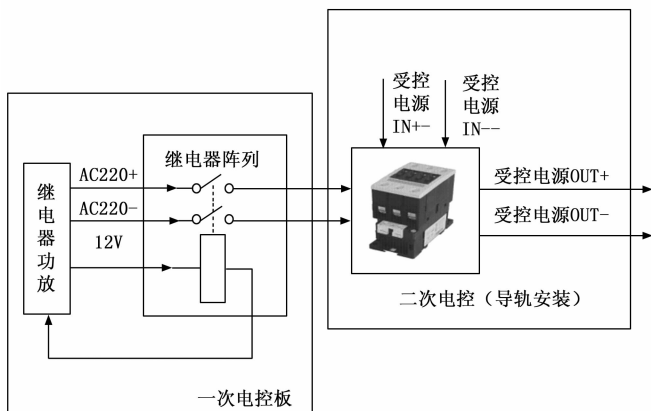 受控
电源
IN+-
受控
电源
IN--
继电器阵列
AC220+
AC220-
12V
继电器功放
受控电源OUT+
受控电源OUT-
二次电控（导轨安装）
一次电控板